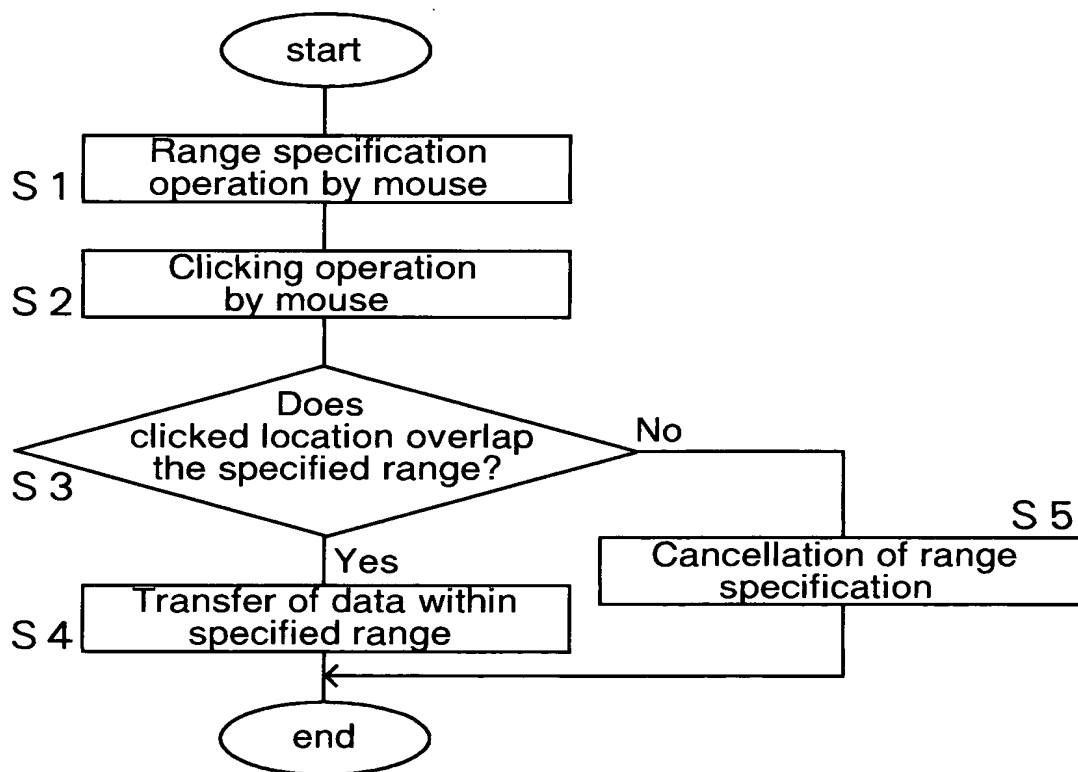 start
Range specification
operation by mouse
S 1
Clicking operation
by mouse
S 2
Does
clicked location overlap
the specified range?
S 3
No
Yes
S 5
Cancellation of range
specification
Transfer of data within
specified range
S 4
end